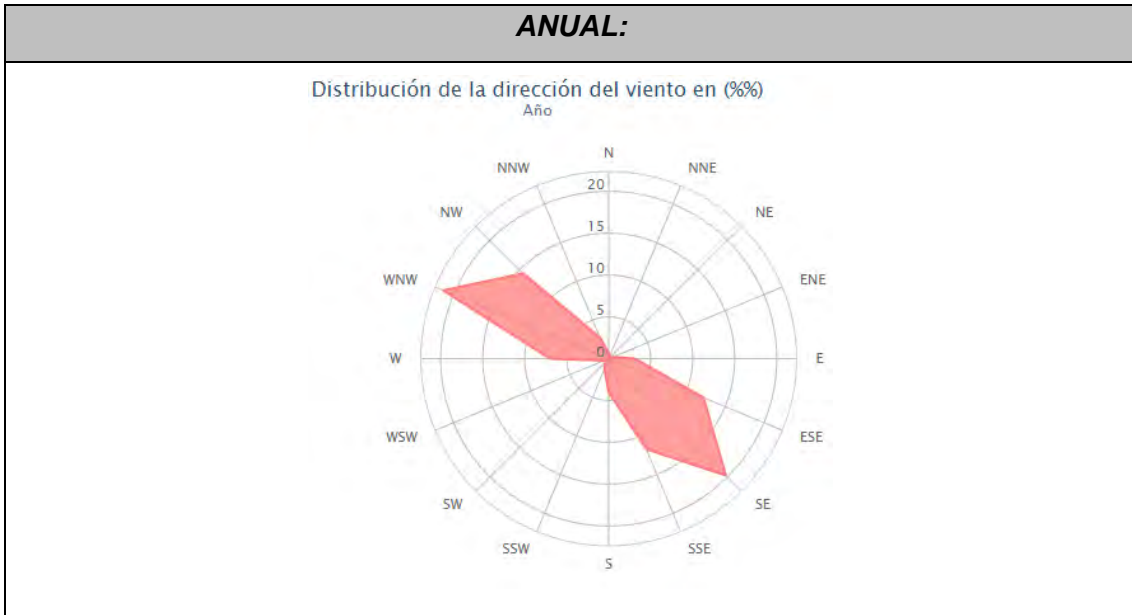 ANUAL:
Distribución de la dirección del viento en (%%)
Año
N
NNW
NNE
20
NW
NE
15
10
WNW
ENE
5
0
W
E
WSW
ESE
SW
SE
SSW
SSE
S